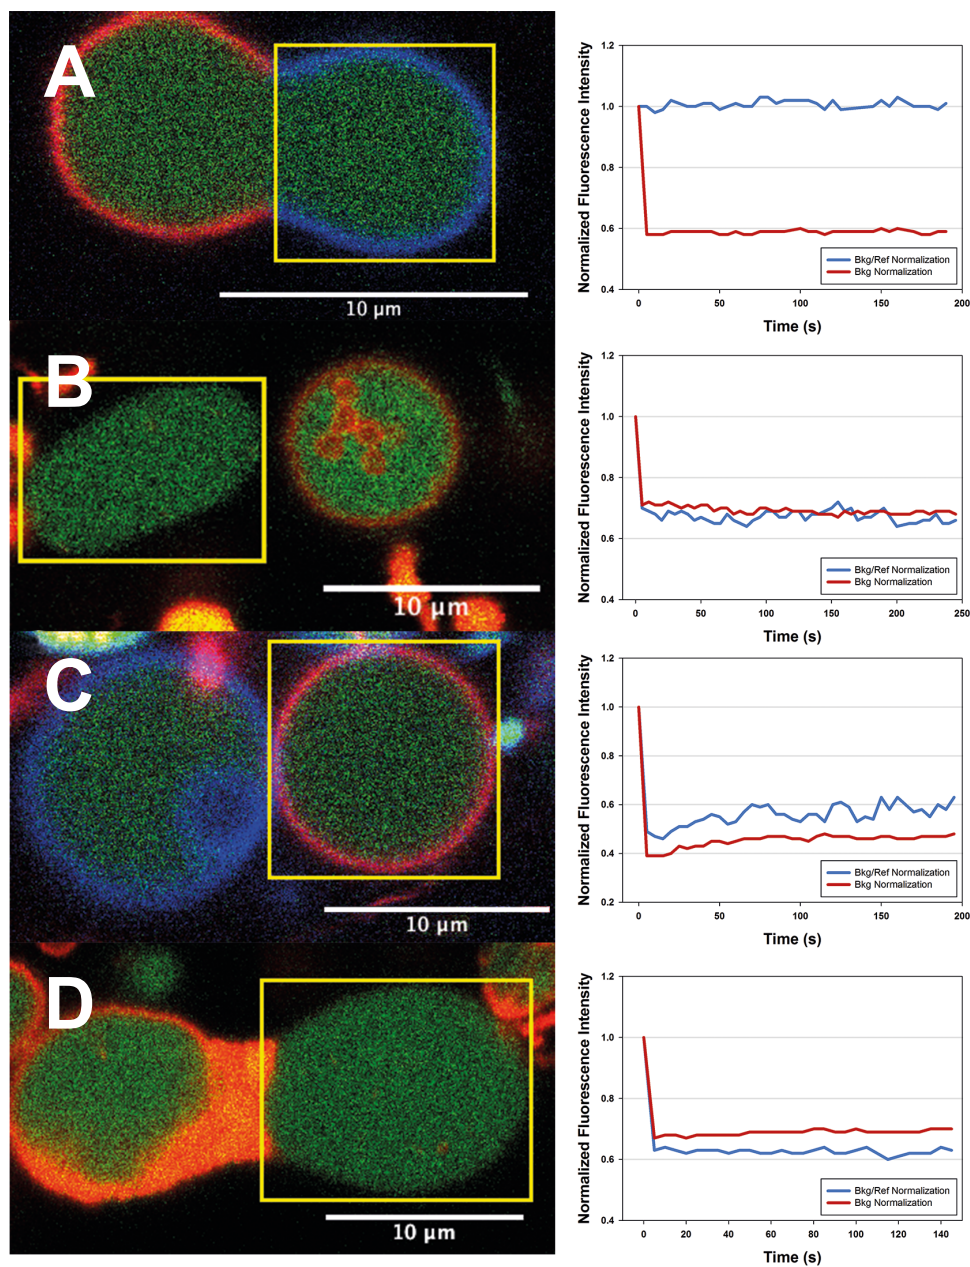 A
10 µm
Normalized Fluorescence Intensity
1.2
1.0
0.8
0.6
0.4
Bkg/Ref Normalization
Bkg Normalization
0 50 100 150 200
Time (s)
B
10 µm
Normalized Fluorescence Intensity
1.2
1.0
0.8
0.6
0.4
Bkg/Ref Normalization
Bkg Normalization
0 50 100 150 200 250
Time (s)
C
10 µm
Normalized Fluorescence Intensity
1.2
1.0
0.8
0.6
0.4
0.2
Bkg/Ref Normalization
Bkg Normalization
0 50 100 150 200
Time (s)
D
10 µm
Normalized Fluorescence Intensity
1.2
1.0
0.8
0.6
0.4
Bkg/Ref Normalization
Bkg Normalization
0 20 40 60 80 100 120 140
Time (s)